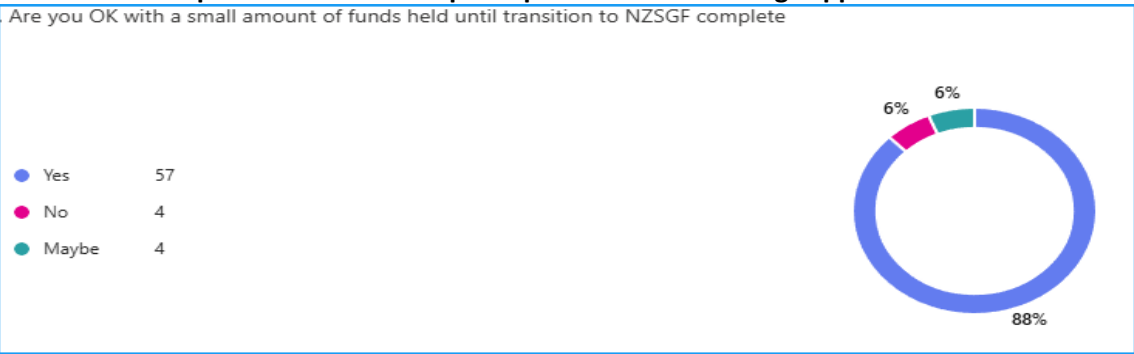 . Are you OK with a small amount of funds held until transition to NZSGF complete
6%
6%
Yes 57
No 4
Maybe 4
88%